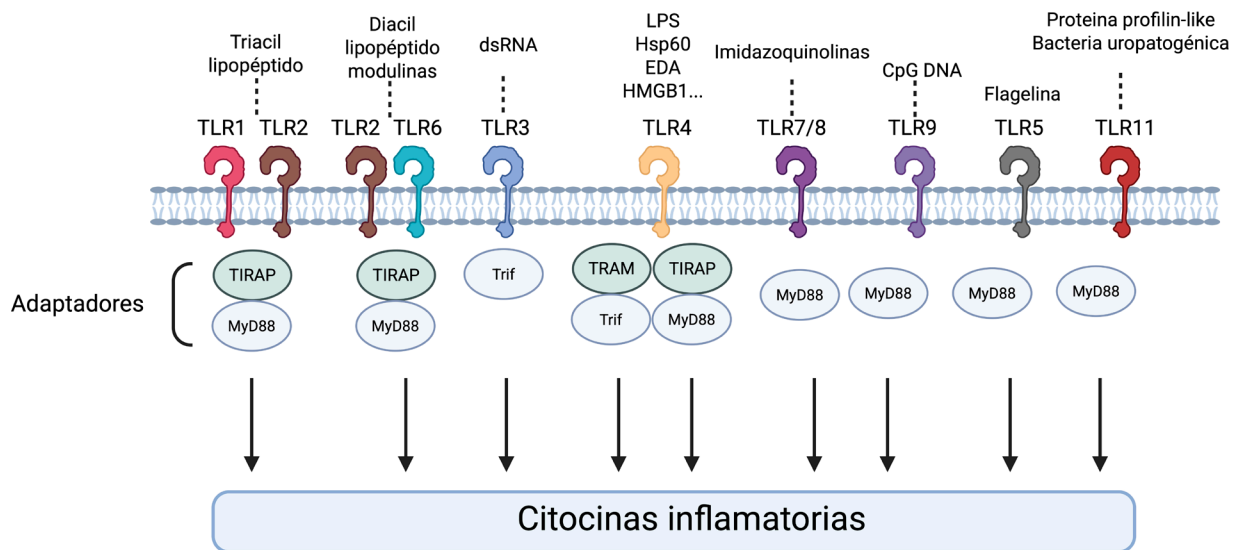 Triacil
lipopéptido
Diacil
lipopéptido
modulinas
dsRNA
LPS
Hsp60
EDA
HMGB1...
Imidazoquinolinas
CpG DNA
Flagelina
Proteina profilin-like
Bacteria uropatogénica
TLR1 TLR2 TLR2 TLR6 TLR3 TLR4 TLR7/8 TLR9 TLR5 TLR11
Adaptadores
TIRAP
MyD88
TIRAP
MyD88
Trif
TRAM TIRAP
Trif MyD88
MyD88
MyD88
MyD88
MyD88
Citocinas inflamatorias